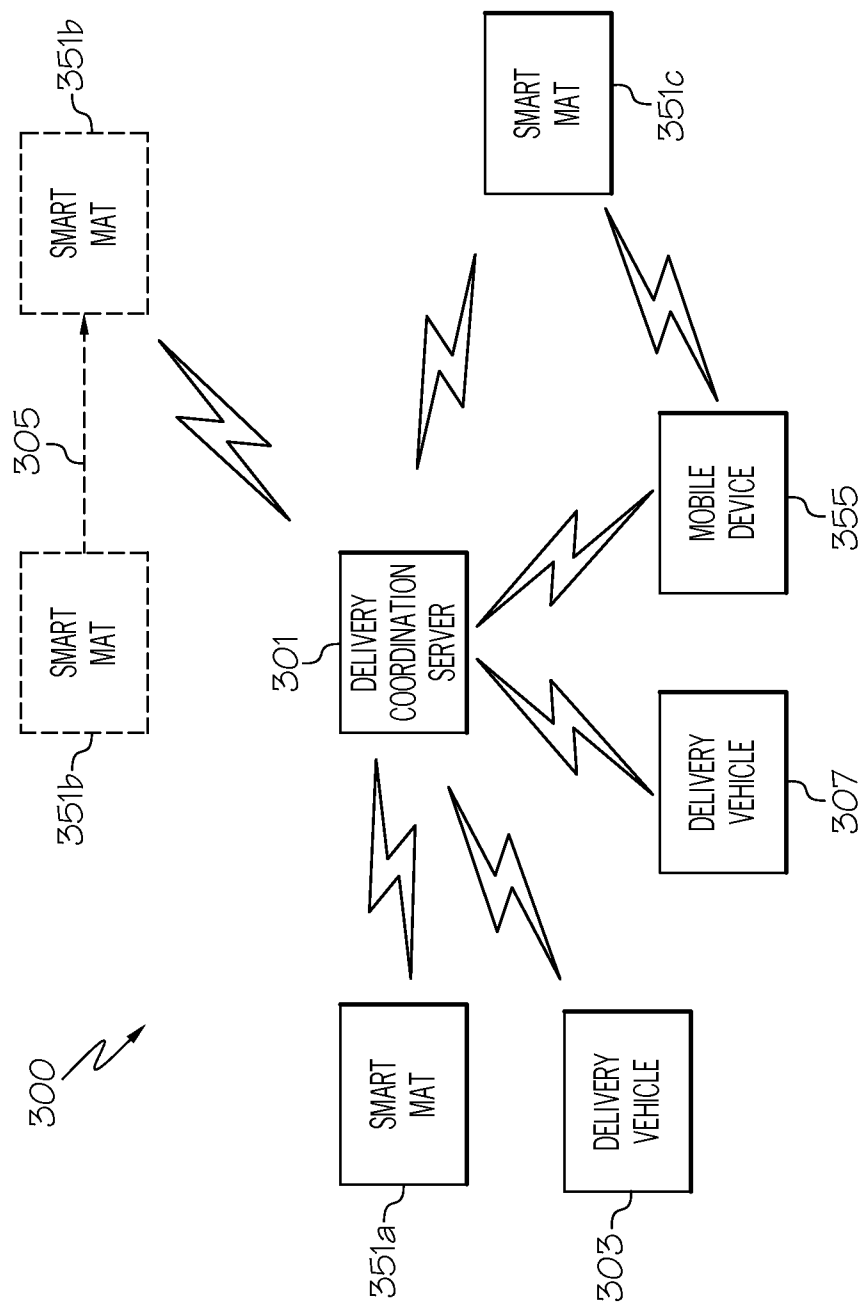 300
305
SMART
MAT
351b
SMART
MAT
351b
301
DELIVERY
COORDINATION
SERVER
SMART
MAT
351a
SMART
MAT
351c
DELIVERY
VEHICLE
303
DELIVERY
VEHICLE
307
MOBILE
DEVICE
355